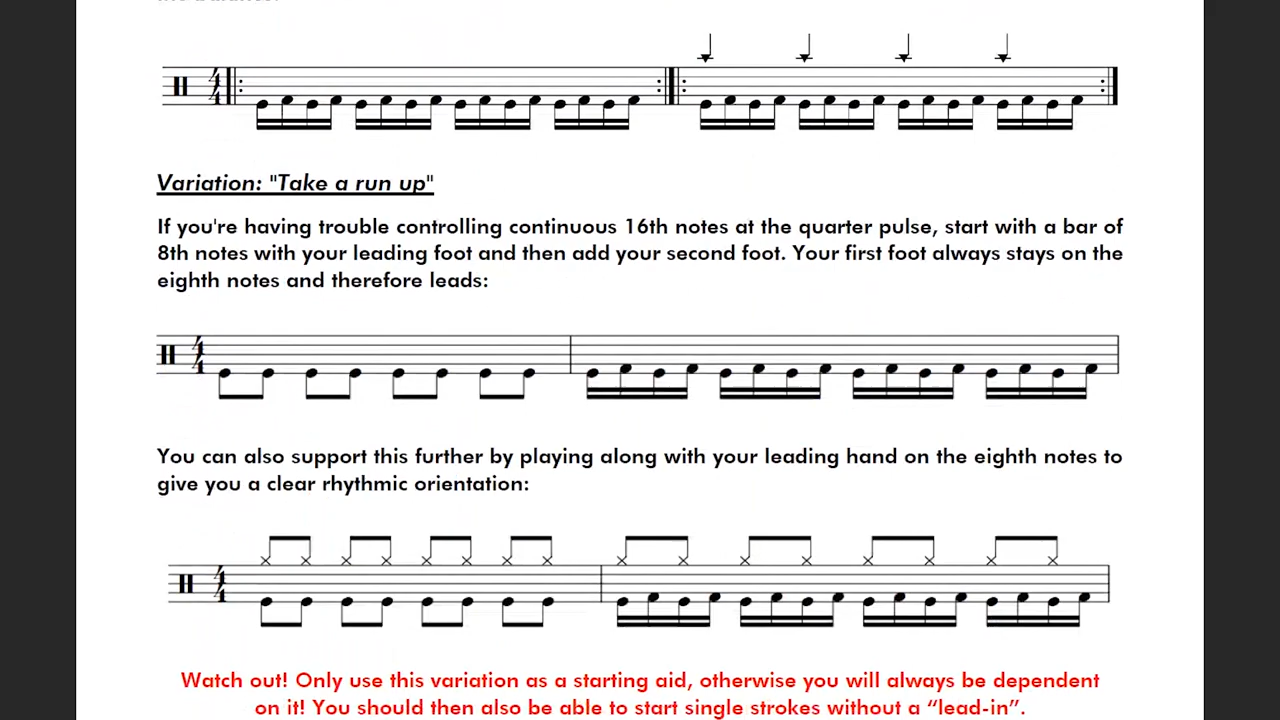 Variation: "Take a run up"
If you're having trouble controlling continuous 16th notes at the quarter pulse, start with a bar of
8th notes with your leading foot and then add your second foot. Your first foot always stays on the
eighth notes and therefore leads:
You can also support this further by playing along with your leading hand on the eighth notes to
give you a clear rhythmic orientation:
Watch out! Only use this variation as a starting aid, otherwise you will always be dependent
on it! You should then also be able to start single strokes without a “lead-in”.